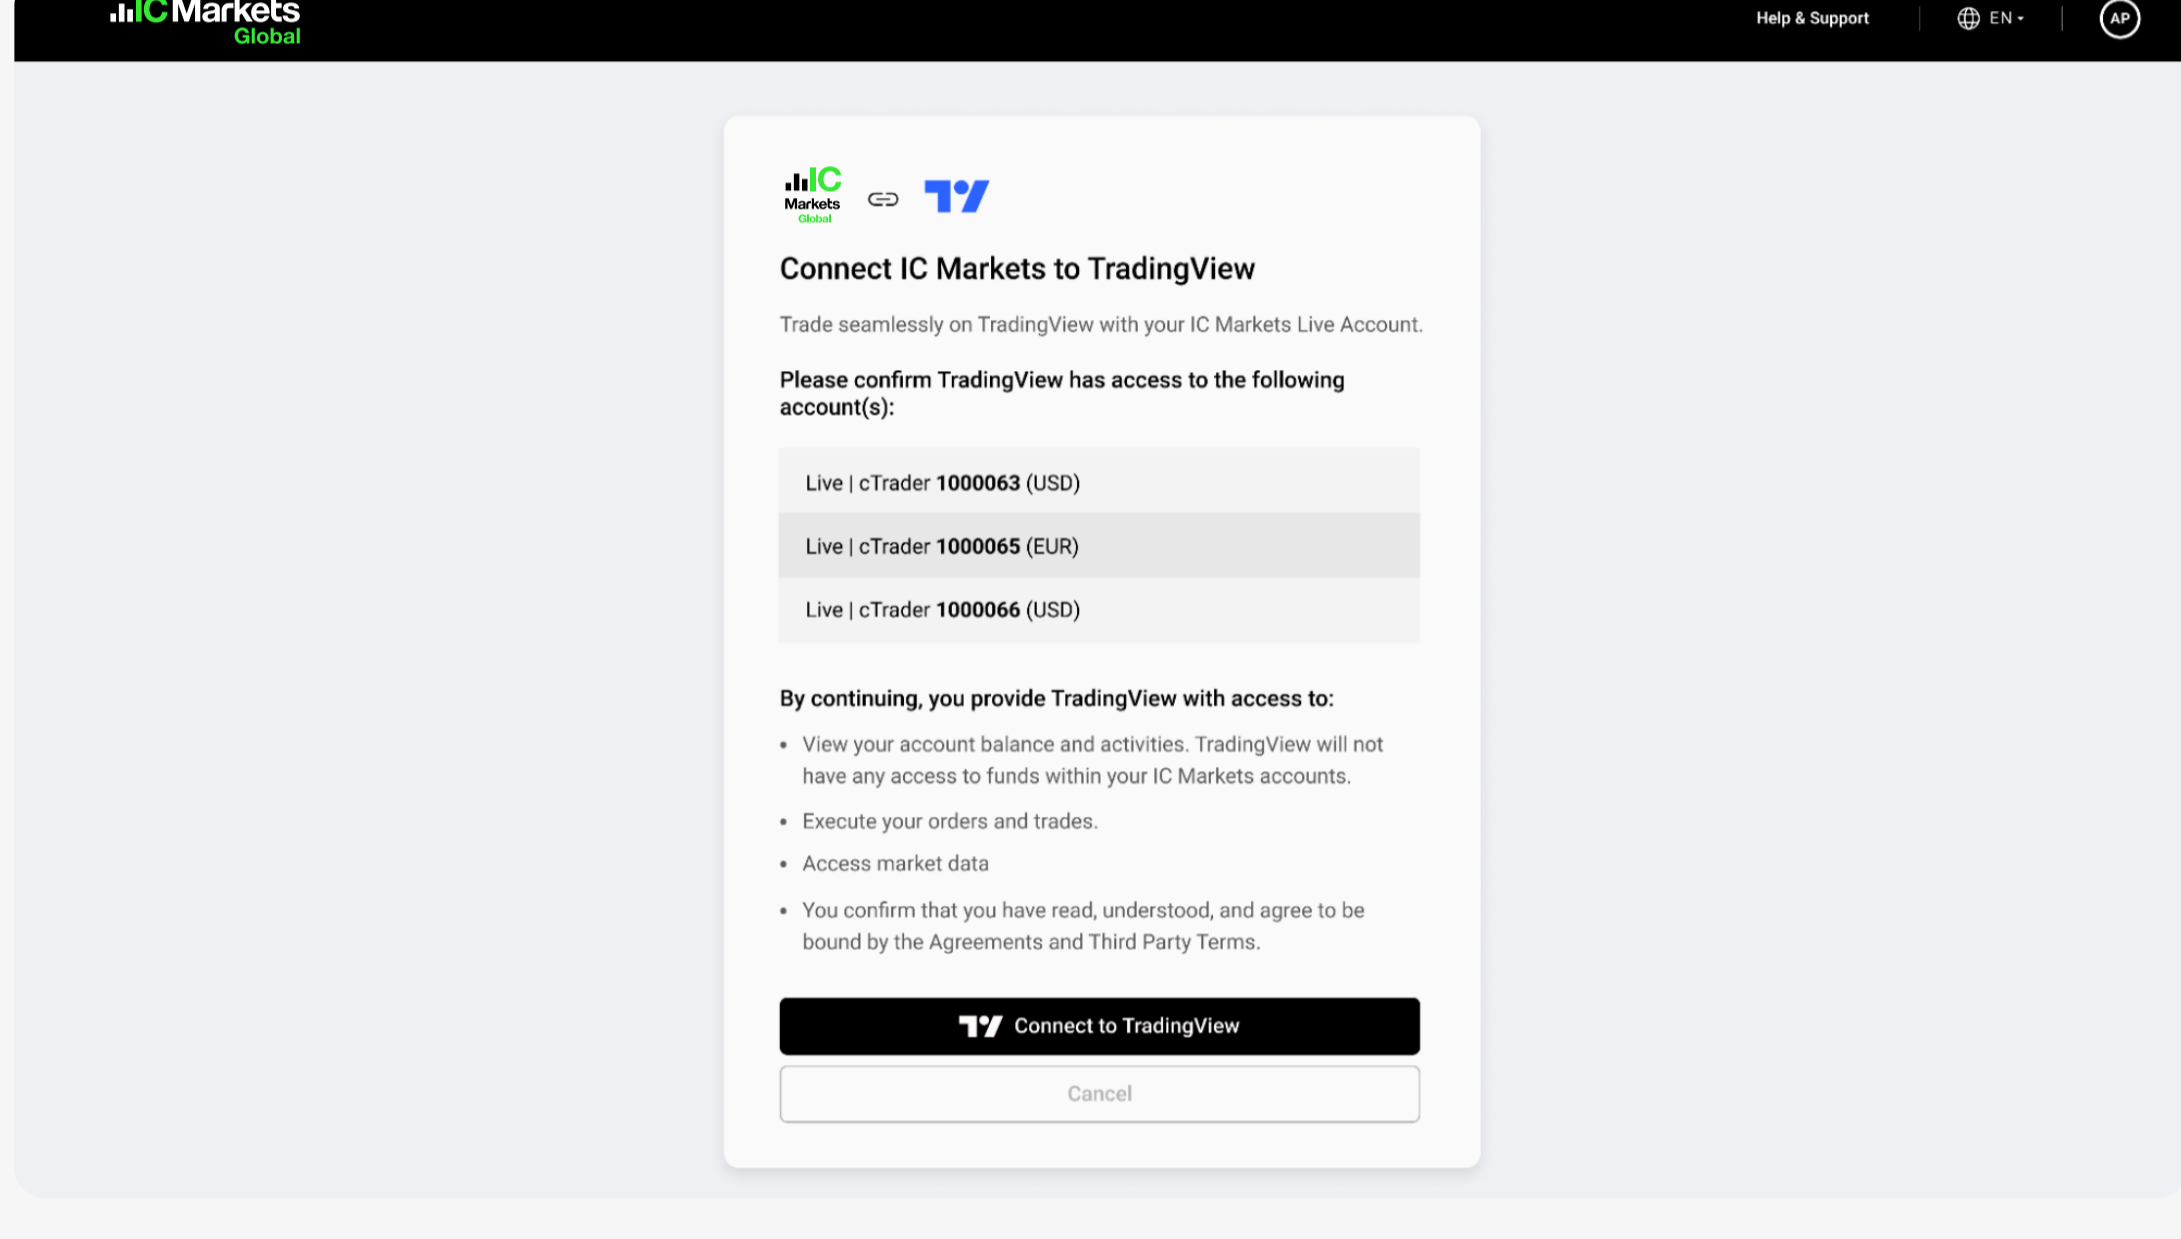 IC Markets
Global
Help & Support
EN
AP
IC
Markets
Global
Connect IC Markets to TradingView
Trade seamlessly on TradingView with your IC Markets Live Account.
Please confirm TradingView has access to the following
account(s):
Live | cTrader 1000063 (USD)
Live | cTrader 1000065 (EUR)
Live | cTrader 1000066 (USD)
By continuing, you provide TradingView with access to:
• View your account balance and activities. TradingView will not
have any access to funds within your IC Markets accounts.
• Execute your orders and trades.
• Access market data
• You confirm that you have read, understood, and agree to be
bound by the Agreements and Third Party Terms.
Connect to TradingView
Cancel